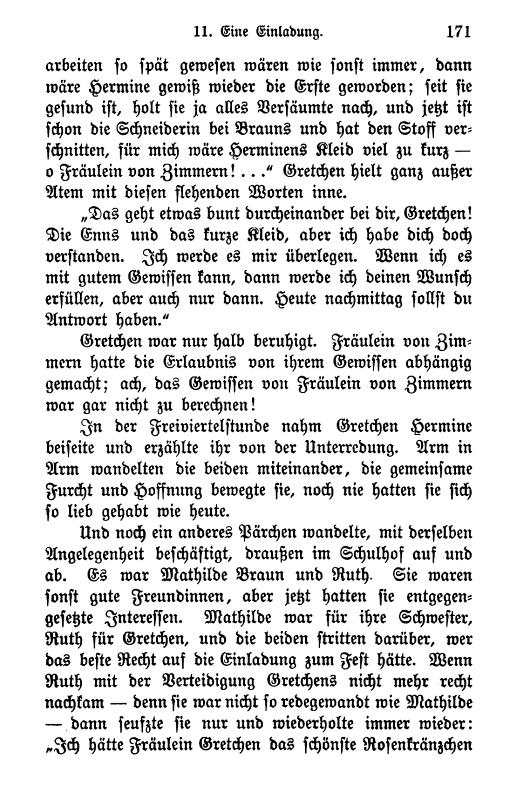 11. Eine Einladung. 171
arbeiten so spät gewesen wären wie sonst immer, dann
wäre Hermine gewiß wieder die Erste geworden; seit sie
gesund ist, holt sie ja alles Versäumte nach, und jetzt ist
schon die Schneiderin bei Brauns und hat den Stoff ver-
schnitten, für mich wäre Herminens Kleid viel zu kurz —
o Fräulein von Zimmern! . . .“ Gretchen hielt ganz außer
Atem mit diesen flehenden Worten inne.
„Das geht etwas bunt durcheinander bei dir, Gretchen!
Die Enns und das kurze Kleid, aber ich habe dich doch
verstanden. Ich werde es mir überlegen. Wenn ich es
mit gutem Gewissen kann, dann werde ich deinen Wunsch
erfüllen, aber auch nur dann. Heute nachmittag sollst du
Antwort haben.“
Gretchen war nur halb beruhigt. Fräulein von Zim-
mern hatte die Erlaubnis von ihrem Gewissen abhängig
gemacht; ach, das Gewissen von Fräulein von Zimmern
war gar nicht zu berechnen!
In der Freiviertelstunde nahm Gretchen Hermine
beiseite und erzählte ihr von der Unterredung. Arm in
Arm wandelten die beiden miteinander, die gemeinsame
Furcht und Hoffnung bewegte sie, noch nie hatten sie sich
so lieb gehabt wie heute.
Und noch ein anderes Pärchen wandelte, mit derselben
Angelegenheit beschäftigt, draußen im Schulhof auf und
ab. Es war Mathilde Braun und Ruth. Sie waren
sonst gute Freundinnen, aber jetzt hatten sie entgegen-
gesetzte Interessen. Mathilde war für ihre Schwester,
Ruth für Gretchen, und die beiden stritten darüber, wer
das beste Recht auf die Einladung zum Fest hätte. Wenn
Ruth mit der Verteidigung Gretchens nicht mehr recht
nachkam — denn sie war nicht so redegewandt wie Mathilde
— dann seufzte sie nur und wiederholte immer wieder:
„Ich hätte Fräulein Gretchen das schönste Rosenkränzchen